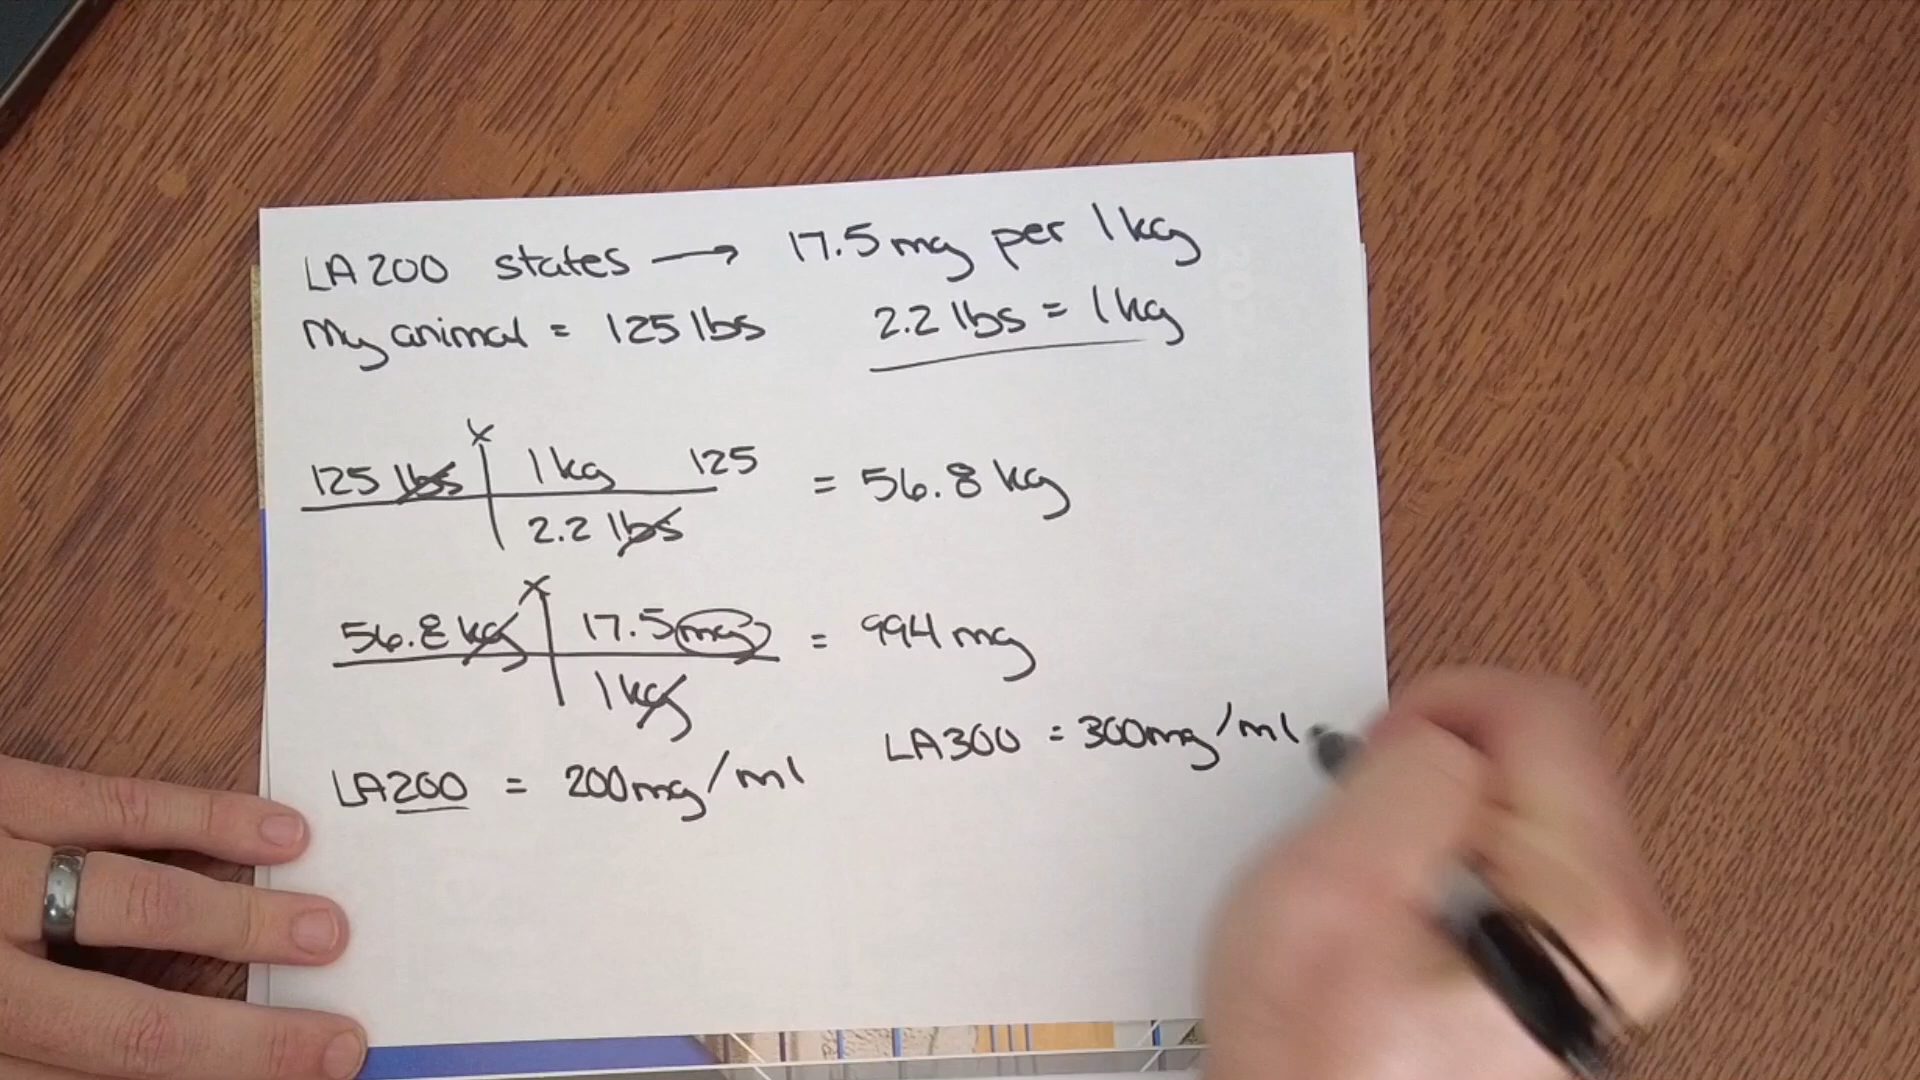 LA200 states → 17.5mg per 1kg
My animal = 125 lbs 2.2 lbs = 1kg
x
125 lbs 1kg 125 = 56.8 kg
2.2 lbs
x
56.8 kg 17.5 mg = 994 mg
1kg
LA200 = 200mg/ml LA300 = 300mg/ml